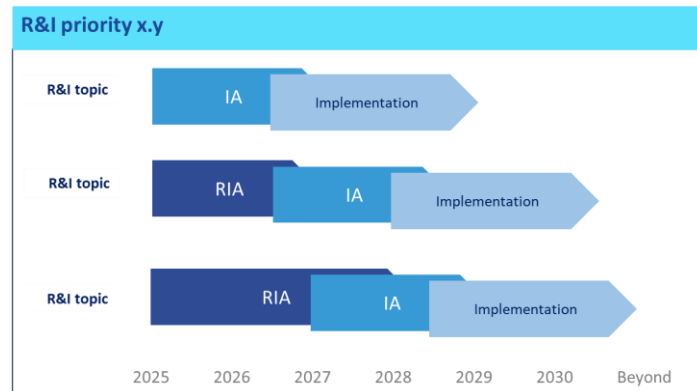 R&I priority x.y
R&I topic
IA
Implementation
R&I topic
RIA
IA
Implementation
R&I topic
RIA
IA
Implementation
2025 2026 2027 2028 2029 2030 Beyond